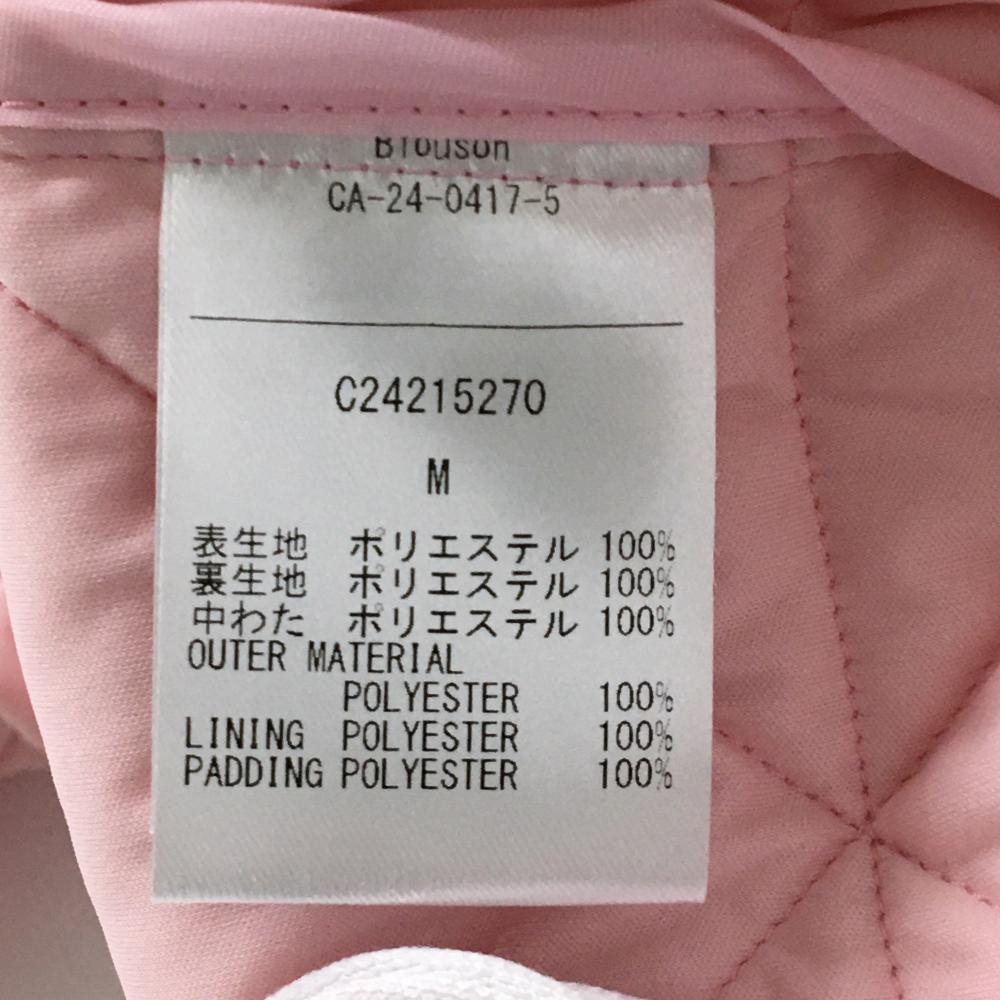 Brouson
CA-24-0417-5
C24215270
M
表生地 ポリエステル 100%
裏生地 ポリエステル 100%
中わた ポリエステル 100%
OUTER MATERIAL
POLYESTER 100%
LINING POLYESTER 100%
PADDING POLYESTER 100%